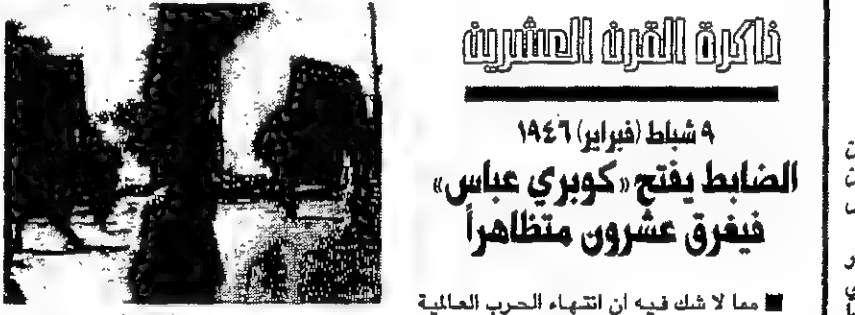 ذاكرة القرن العشرين
٩ شباط (فبراير) ١٩٤٦
الضابط يفتح «كوبري عباس»
فيغرق عشرون متظاهراً
■ مما لا شك فيه أن انتهاء الحرب العالمية